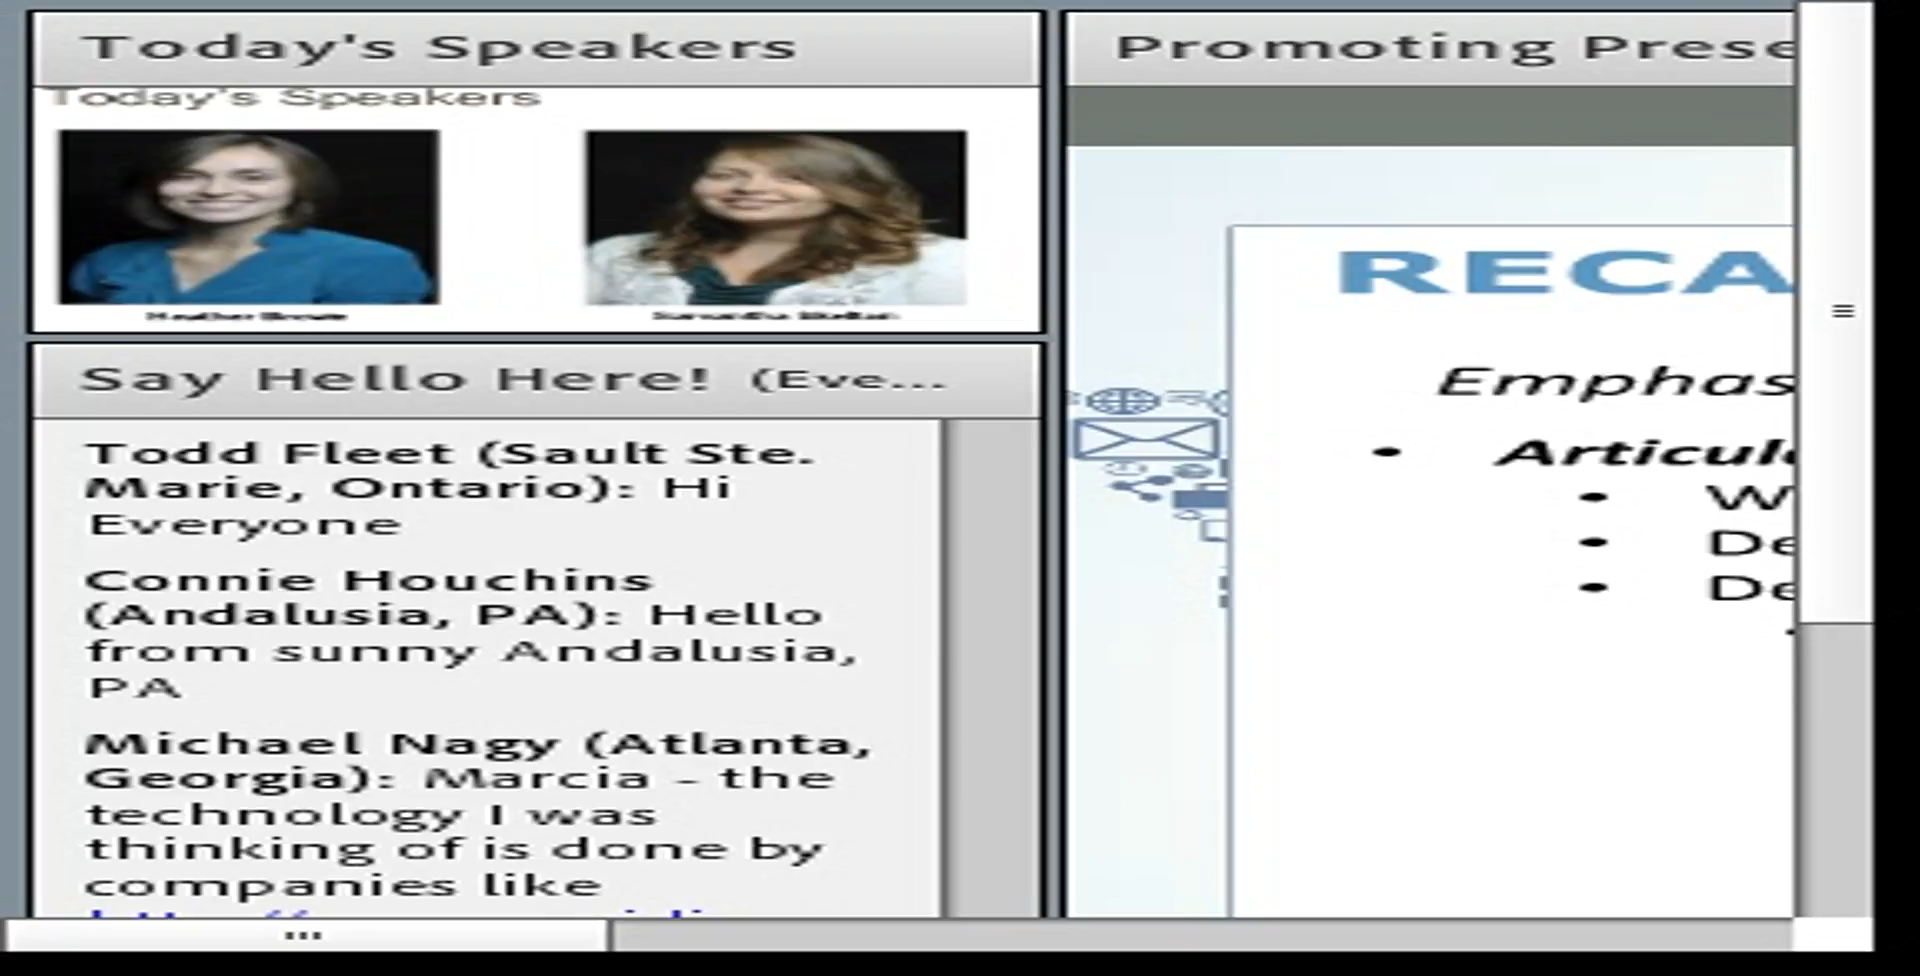 Today's Speakers
Today's Speakers
Heather
Samantha
Say Hello Here! (Eve...
Todd Fleet (Sault Ste.
Marie, Ontario): Hi
Everyone
Connie Houchins
(Andalusia, PA): Hello
from sunny Andalusia,
PA
Michael Nagy (Atlanta,
Georgia): Marcia - the
technology I was
thinking of is done by
companies like
Promoting Prese
RECA
Emphas
• Articul
• W
• De
• De